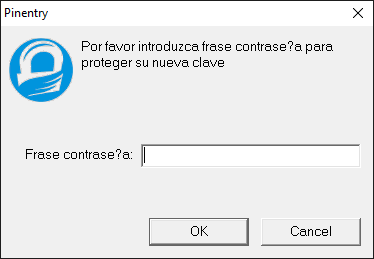 Pinentry
Por favor introduzca frase contrase?a para
proteger su nueva clave
Frase contrase?a:
OK
Cancel